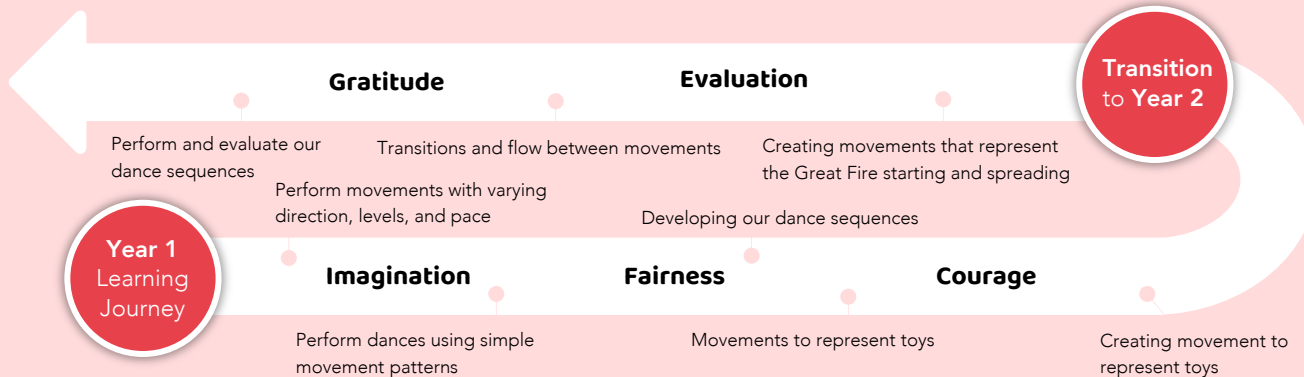 Gratitude
Evaluation
Transition
to Year 2
Perform and evaluate our
dance sequences
Transitions and flow between movements
Creating movements that represent
the Great Fire starting and spreading
Perform movements with varying
direction, levels, and pace
Developing our dance sequences
Year 1
Learning
Journey
Imagination
Fairness
Courage
Perform dances using simple
movement patterns
Movements to represent toys
Creating movement to
represent toys